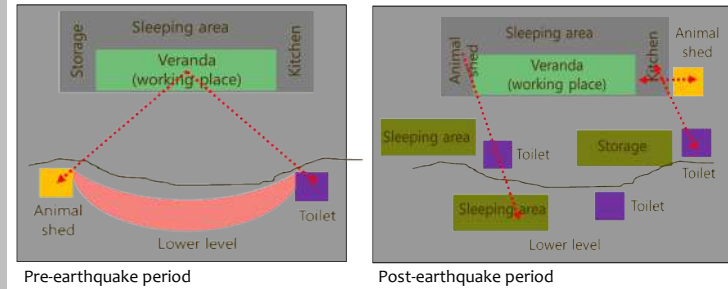 Sleeping area
Storage
Veranda
(working place)
Kitchen
Animal
shed
Toilet
Lower level
Pre-earthquake period
Sleeping area
Animal
shed
Veranda
(working place)
Kitchen
Animal
shed
Sleeping area
Toilet
Storage
Toilet
Sleeping area
Toilet
Lower level
Post-earthquake period